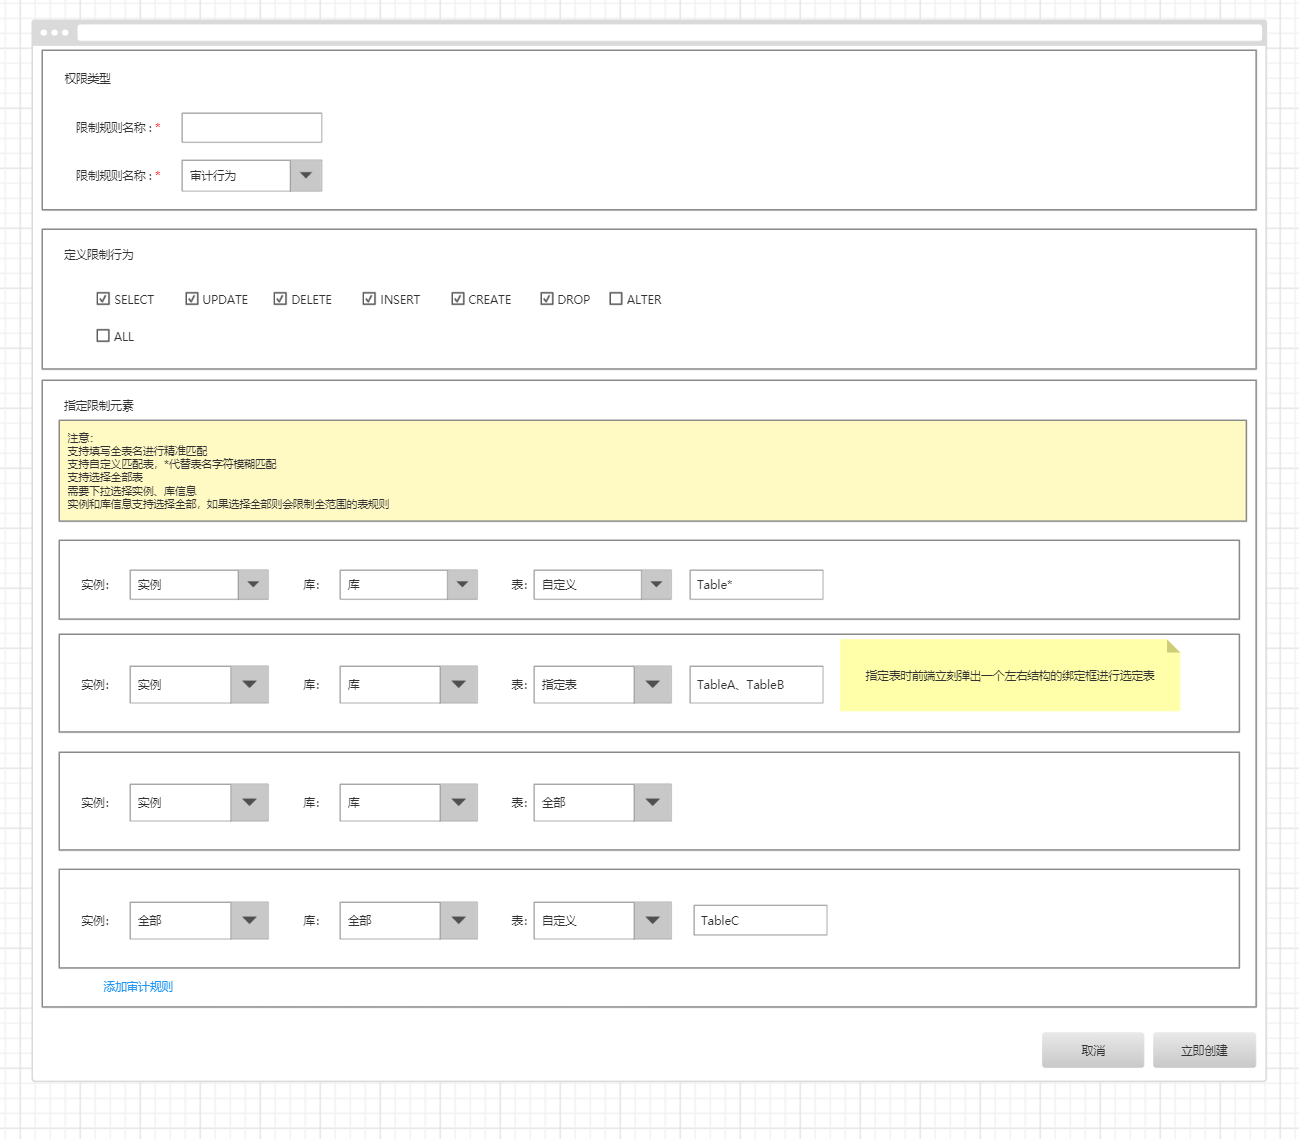 权限类型
限制规则名称：*
限制规则名称：* 审计行为
定义限制行为
SELECT UPDATE DELETE INSERT CREATE DROP ALTER
ALL
指定限制元素
注意：
支持填写全表名进行精准匹配
支持自定义匹配表，*代替表名字符模糊匹配
支持选择全部表
需要下拉选择实例、库信息
实例和库信息支持选择全部，如果选择全部则会限制全范围的表规则
实例： 实例 库： 库 表： 自定义 Table*
实例： 实例 库： 库 表： 指定表 TableA、TableB 指定表时前端立刻弹出一个左右结构的绑定框进行选定表
实例： 实例 库： 库 表： 全部
实例： 全部 库： 全部 表： 自定义 TableC
添加审计规则
取消 立即创建